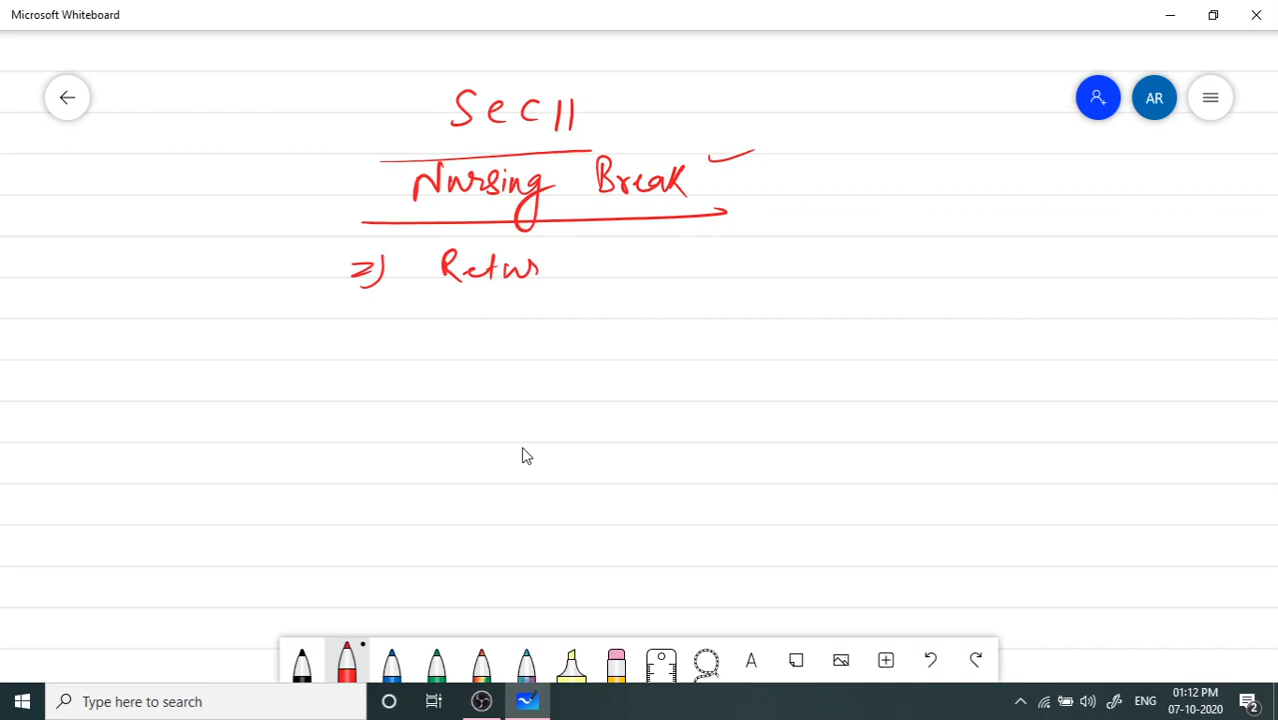 Microsoft Whiteboard
AR
Sec 11
Nursing Break
=) Retur
A
Type here to search
ENG
01:12 PM
07-10-2020
2